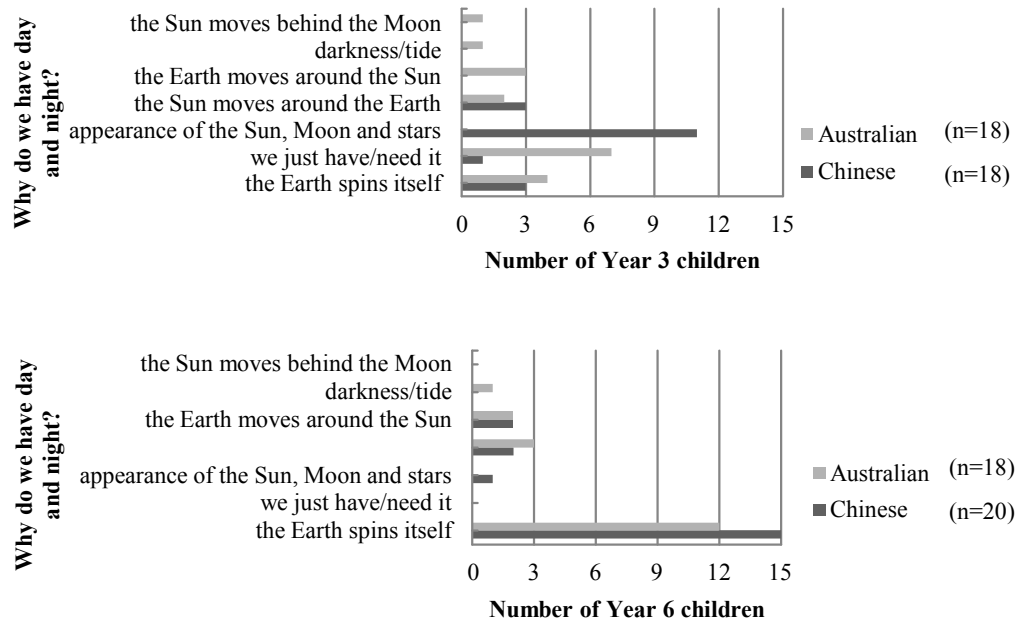 Why do we have day
and night?
the Sun moves behind the Moon
darkness/tide
the Earth moves around the Sun
the Sun moves around the Earth
appearance of the Sun, Moon and stars
we just have/need it
the Earth spins itself
0 3 6 9 12 15
Number of Year 3 children
Australian (n=18)
Chinese (n=18)
Why do we have day
and night?
the Sun moves behind the Moon
darkness/tide
the Earth moves around the Sun
appearance of the Sun, Moon and stars
we just have/need it
the Earth spins itself
0 3 6 9 12 15
Number of Year 6 children
Australian (n=18)
Chinese (n=20)